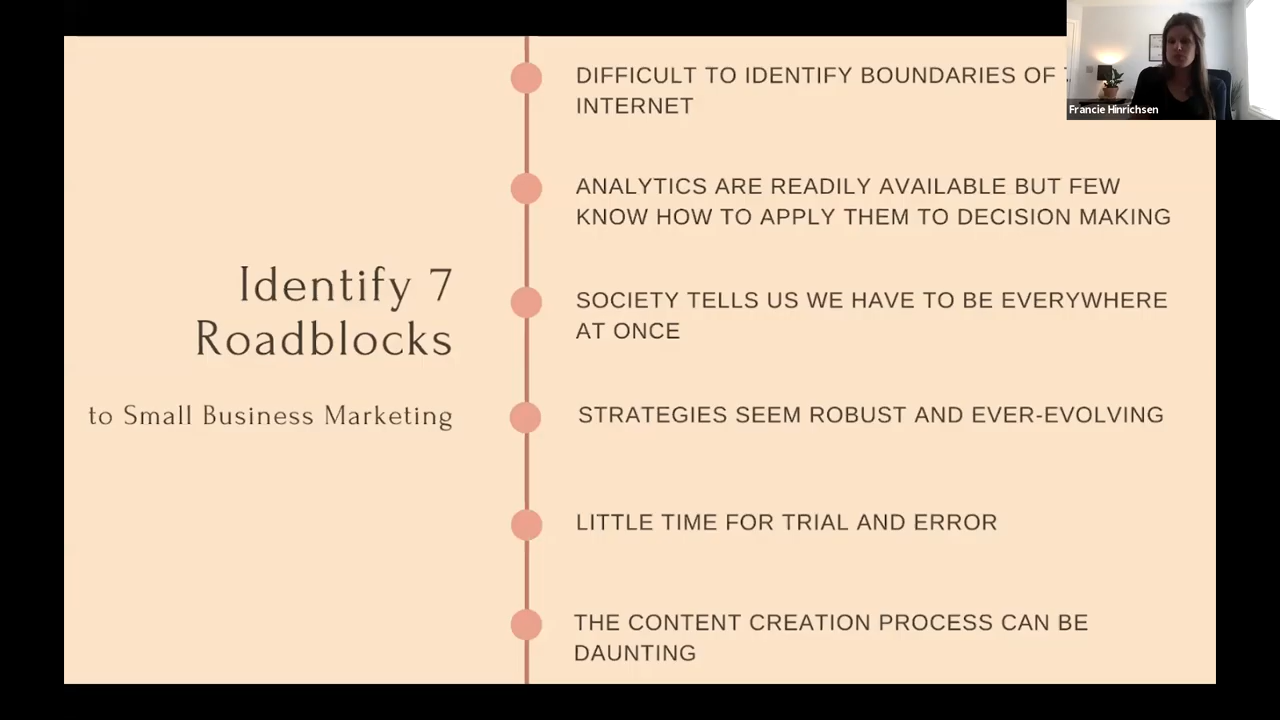 Identify 7
Roadblocks
to Small Business Marketing
DIFFICULT TO IDENTIFY BOUNDARIES OF
INTERNET
ANALYTICS ARE READILY AVAILABLE BUT FEW
KNOW HOW TO APPLY THEM TO DECISION MAKING
SOCIETY TELLS US WE HAVE TO BE EVERYWHERE
AT ONCE
STRATEGIES SEEM ROBUST AND EVER-EVOLVING
LITTLE TIME FOR TRIAL AND ERROR
THE CONTENT CREATION PROCESS CAN BE
DAUNTING
Francie Hinrichsen